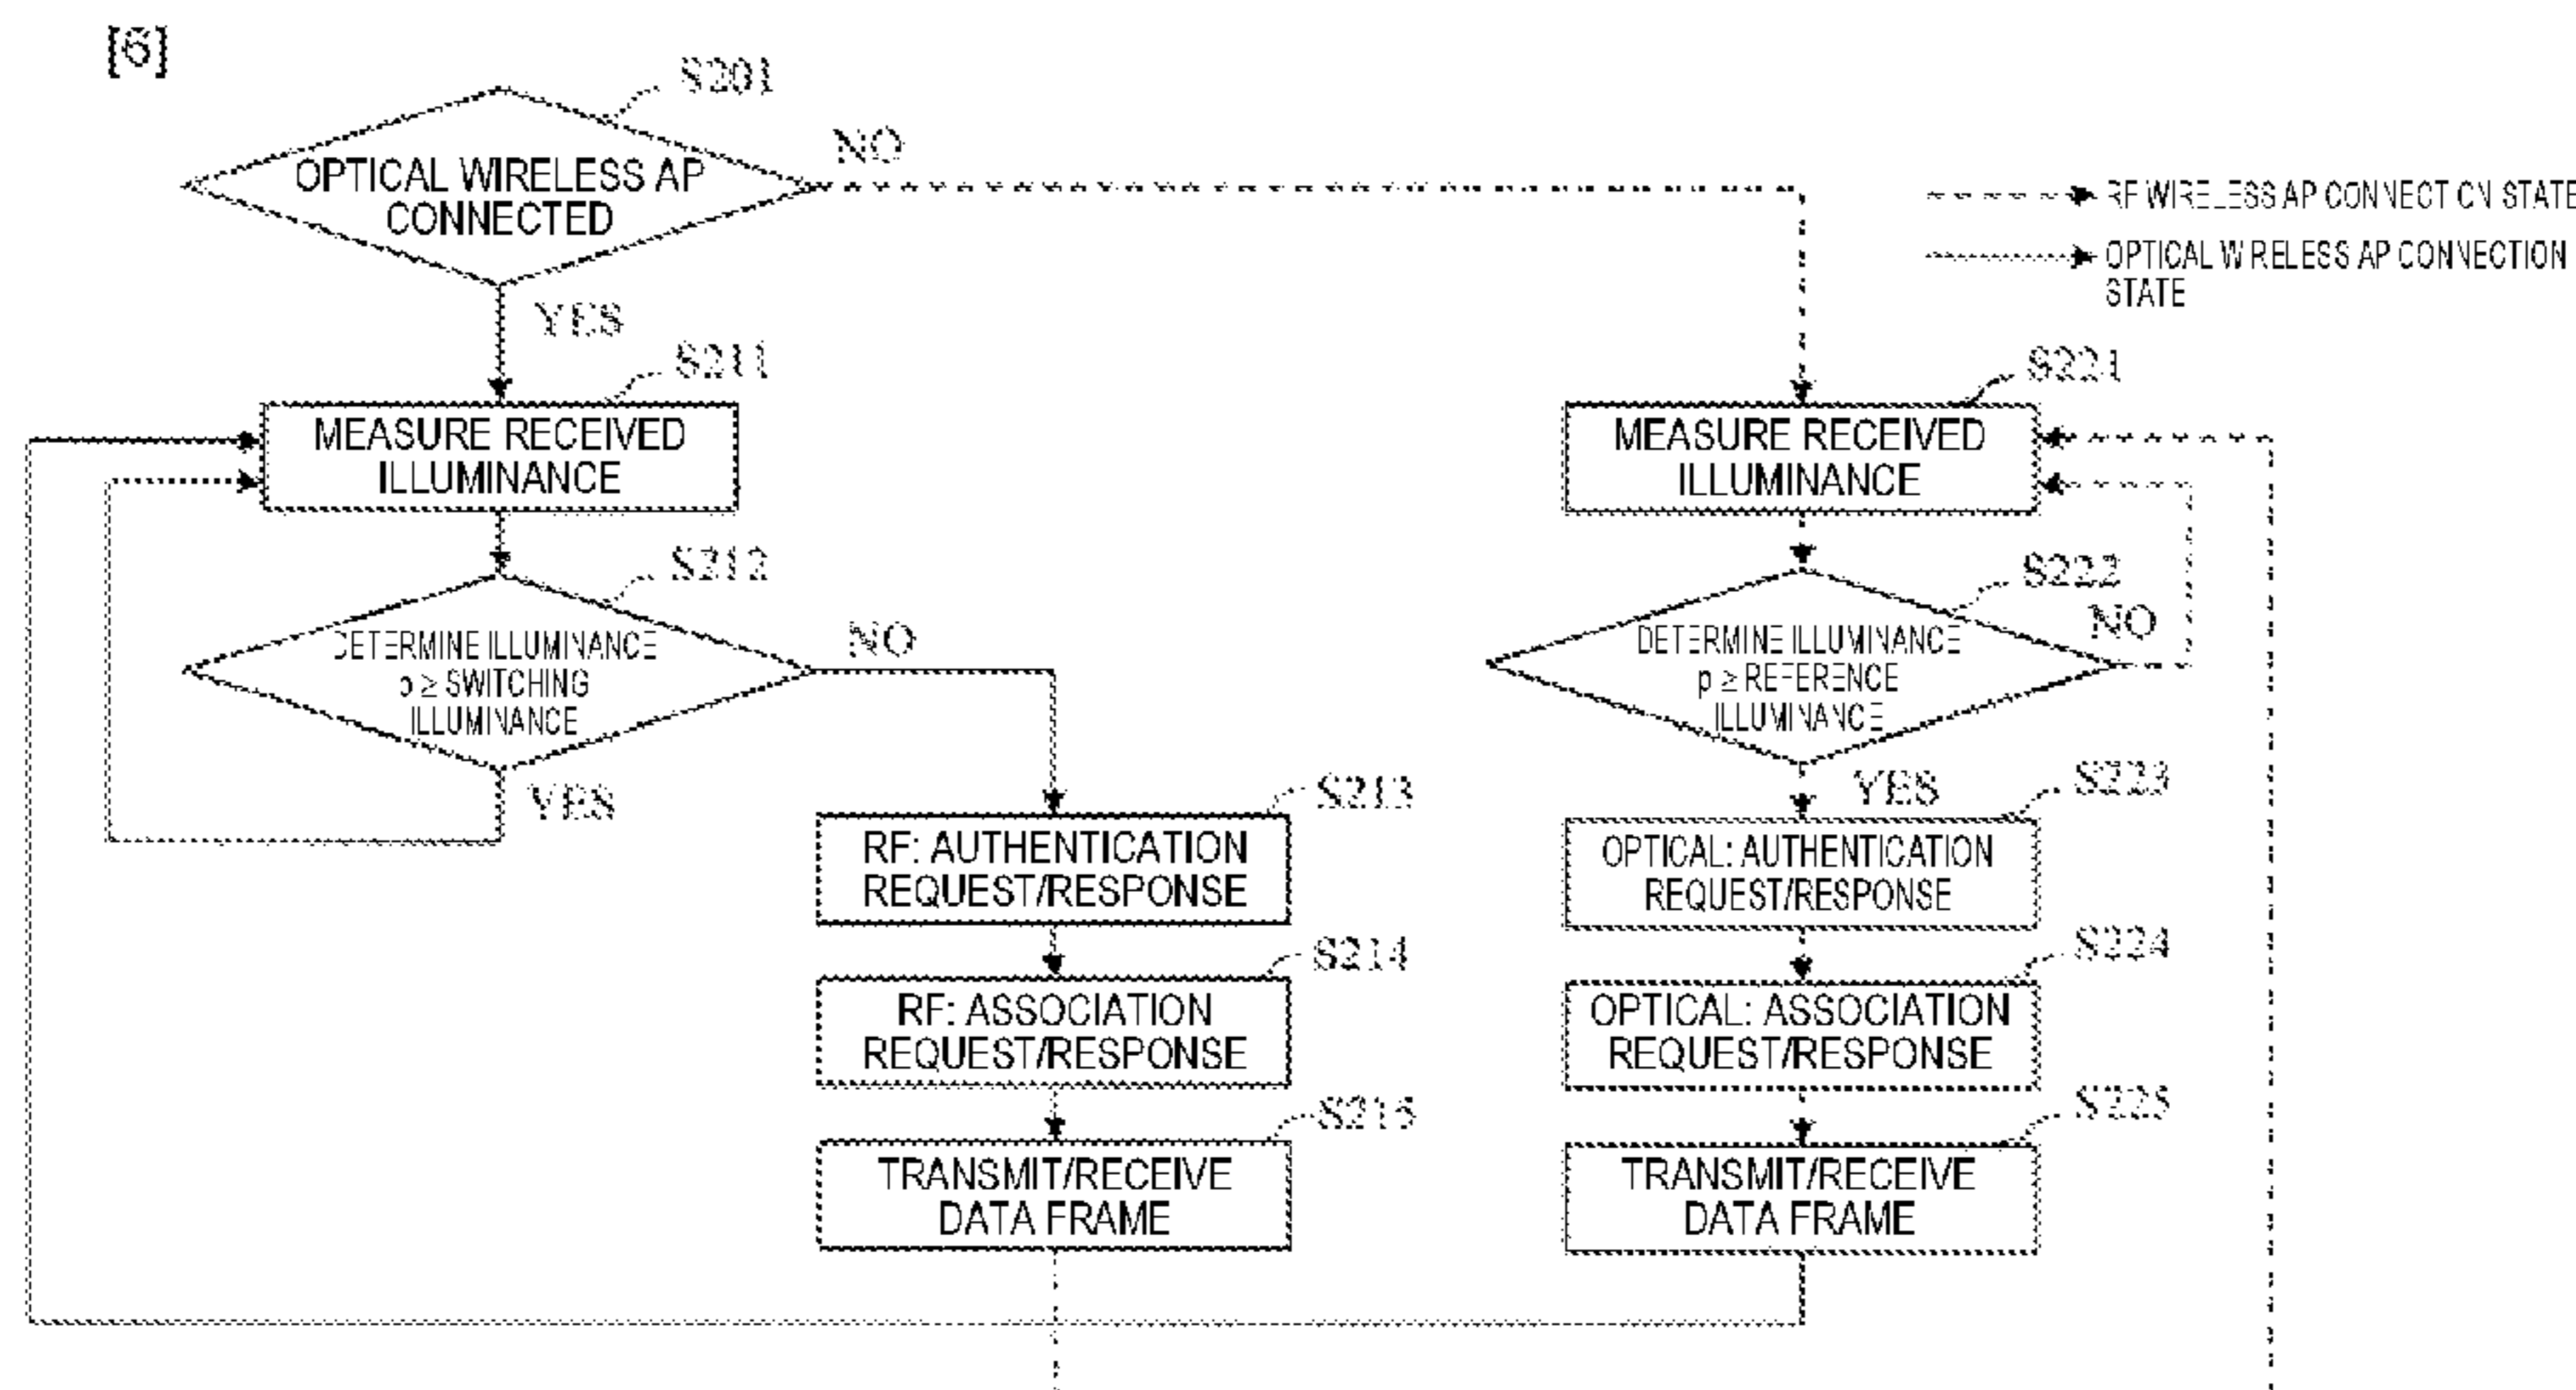 [6]
S201
OPTICAL WIRELESS AP
CONNECTED
NO
YES
RF WIRELESS AP CONNECTION STATE
OPTICAL WIRELESS AP CONNECTION
STATE
S211
MEASURE RECEIVED
ILLUMINANCE
S212
DETERMINE ILLUMINANCE
p ≥ SWITCHING
ILLUMINANCE
NO
YES
S213
RF: AUTHENTICATION
REQUEST/RESPONSE
S214
RF: ASSOCIATION
REQUEST/RESPONSE
S215
TRANSMIT/RECEIVE
DATA FRAME
S221
MEASURE RECEIVED
ILLUMINANCE
S222
DETERMINE ILLUMINANCE
p ≥ REFERENCE
ILLUMINANCE
NO
YES
S223
OPTICAL: AUTHENTICATION
REQUEST/RESPONSE
S224
OPTICAL: ASSOCIATION
REQUEST/RESPONSE
S225
TRANSMIT/RECEIVE
DATA FRAME